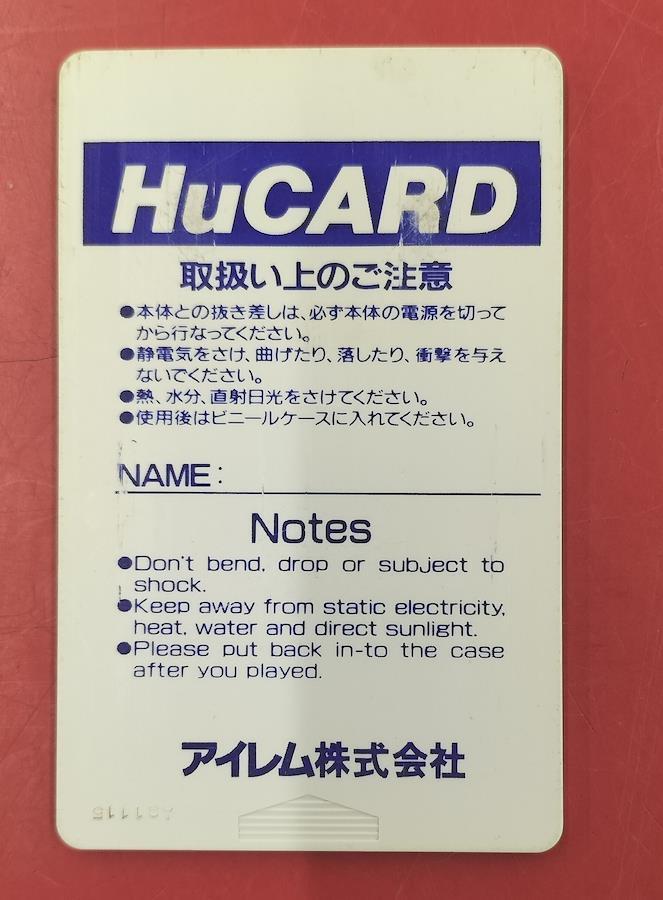 HuCARD
取扱い上のご注意
●本体との抜き差しは、必ず本体の電源を切って
から行なってください。
●静電気をさけ、曲げたり、落したり、衝撃を与え
ないでください。
●熱、水分、直射日光をさけてください。
●使用後はビニールケースに入れてください。
NAME:
Notes
●Don't bend, drop or subject to
shock.
●Keep away from static electricity,
heat, water and direct sunlight.
●Please put back in-to the case
after you played.
アイレム株式会社